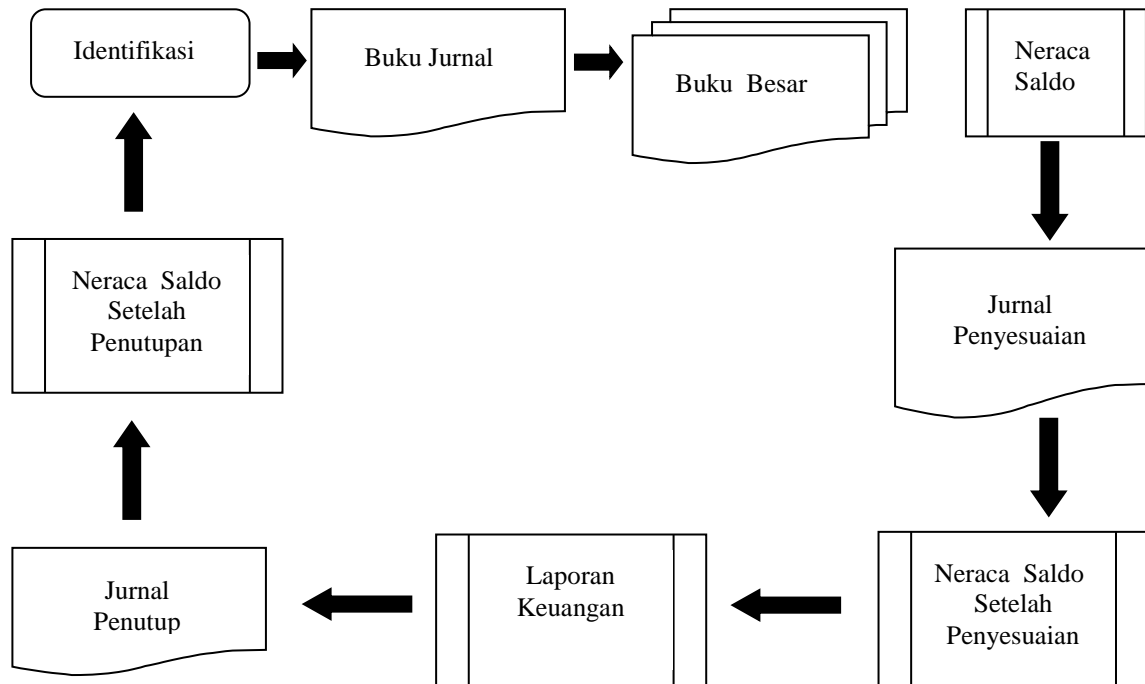 Identifikasi
Buku Jurnal
Buku Besar
Neraca
Saldo
Jurnal
Penyesuaian
Neraca Saldo
Setelah
Penyesuaian
Laporan
Keuangan
Jurnal
Penutup
Neraca Saldo
Setelah
Penutupan